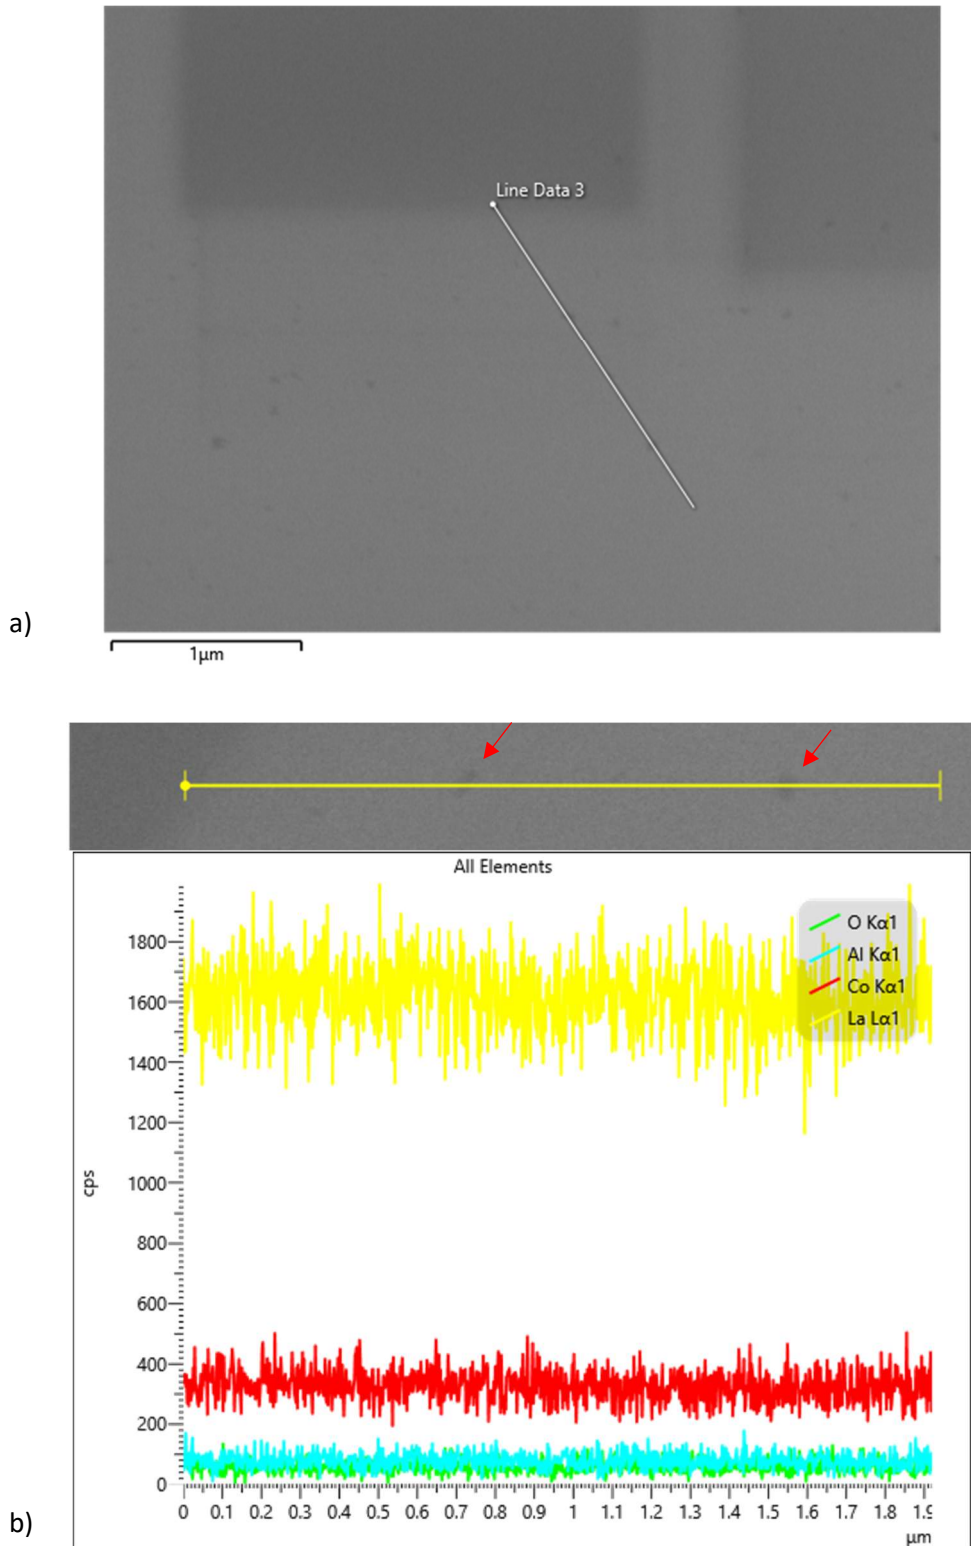 Line Data 3
a)
1μm
All Elements
O Kα1
Al Kα1
Co Kα1
La Lα1
1800
1600
1400
1200
1000
800
600
400
200
0
cps
0 0.1 0.2 0.3 0.4 0.5 0.6 0.7 0.8 0.9 1 1.1 1.2 1.3 1.4 1.5 1.6 1.7 1.8 1.9
μm
b)